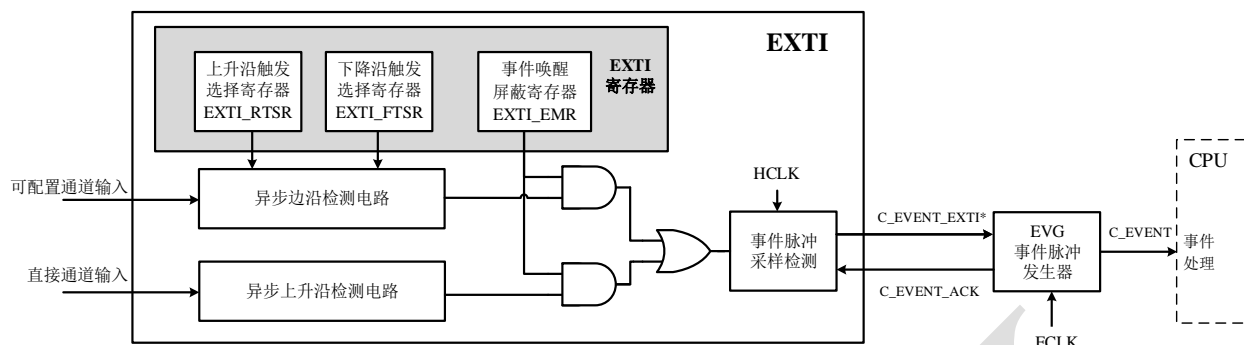 EXTI
EXTI
寄存器
上升沿触发
选择寄存器
EXTI_RTSR
下降沿触发
选择寄存器
EXTI_FTSR
事件唤醒
屏蔽寄存器
EXTI_EMR
可配置通道输入
异步边沿检测电路
直接通道输入
异步上升沿检测电路
HCLK
事件脉冲
采样检测
C_EVENT_EXTI*
C_EVENT_ACK
EVG
事件脉冲
发生器
FCLK
C_EVENT
CPU
事件
处理